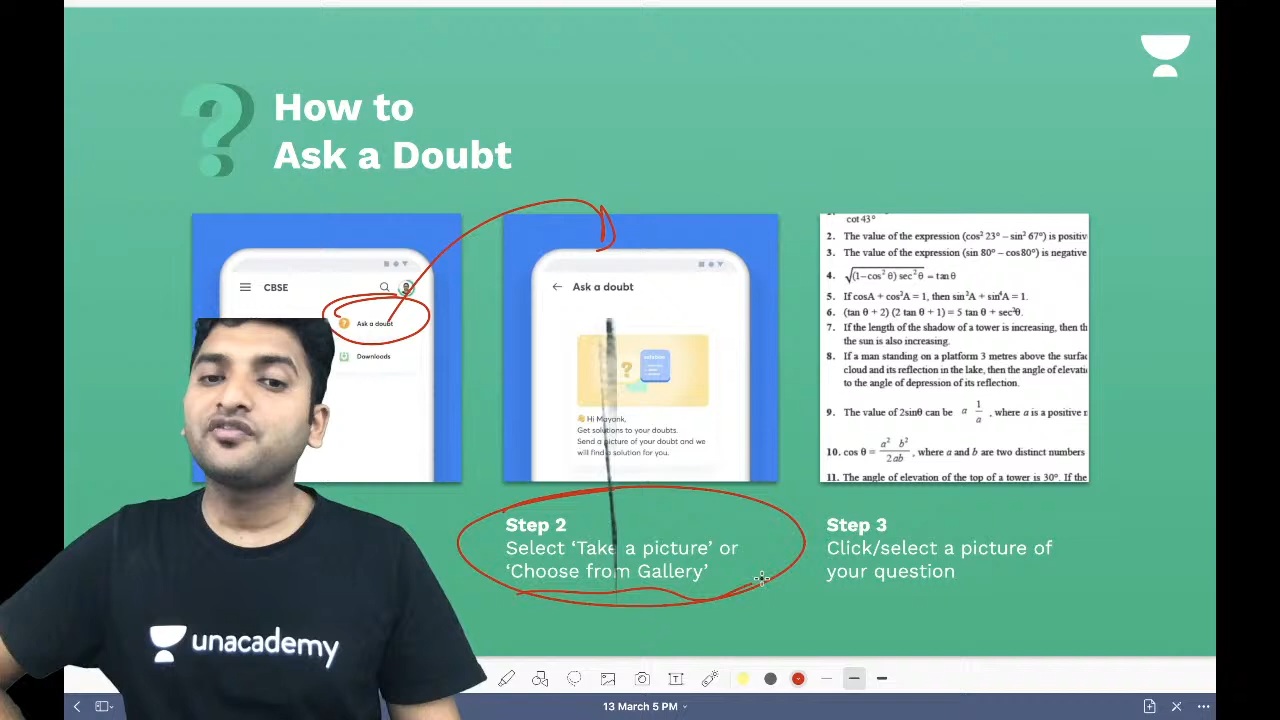 How to
Ask a Doubt
CBSE
Ask a doubt
Downloads
Ask a doubt
solution
Hi Mayank,
Get solutions to your doubts.
Send a picture of your doubt and we
will find a solution for you.
cot 43°
2. The value of the expression (cos² 23° – sin² 67°) is positiv
3. The value of the expression (sin 80° – cos80°) is negative
4. √(1–cos² θ) sec² θ = tan θ
5. If cosA + cos²A = 1, then sin²A + sin⁴A = 1.
6. (tan θ + 2) (2 tan θ + 1) = 5 tan θ + sec²θ.
7. If the length of the shadow of a tower is increasing, then th
the sun is also increasing.
8. If a man standing on a platform 3 metres above the surfac
cloud and its reflection in the lake, then the angle of elevati
to the angle of depression of its reflection.
9. The value of 2sinθ can be a 1/a , where a is a positive n
10. cos θ = a² b²/2ab , where a and b are two distinct numbers
11. The angle of elevation of the top of a tower is 30°. If the
Step 2
Select ‘Take a picture’ or
‘Choose from Gallery’
Step 3
Click/select a picture of
your question
unacademy
13 March 5 PM